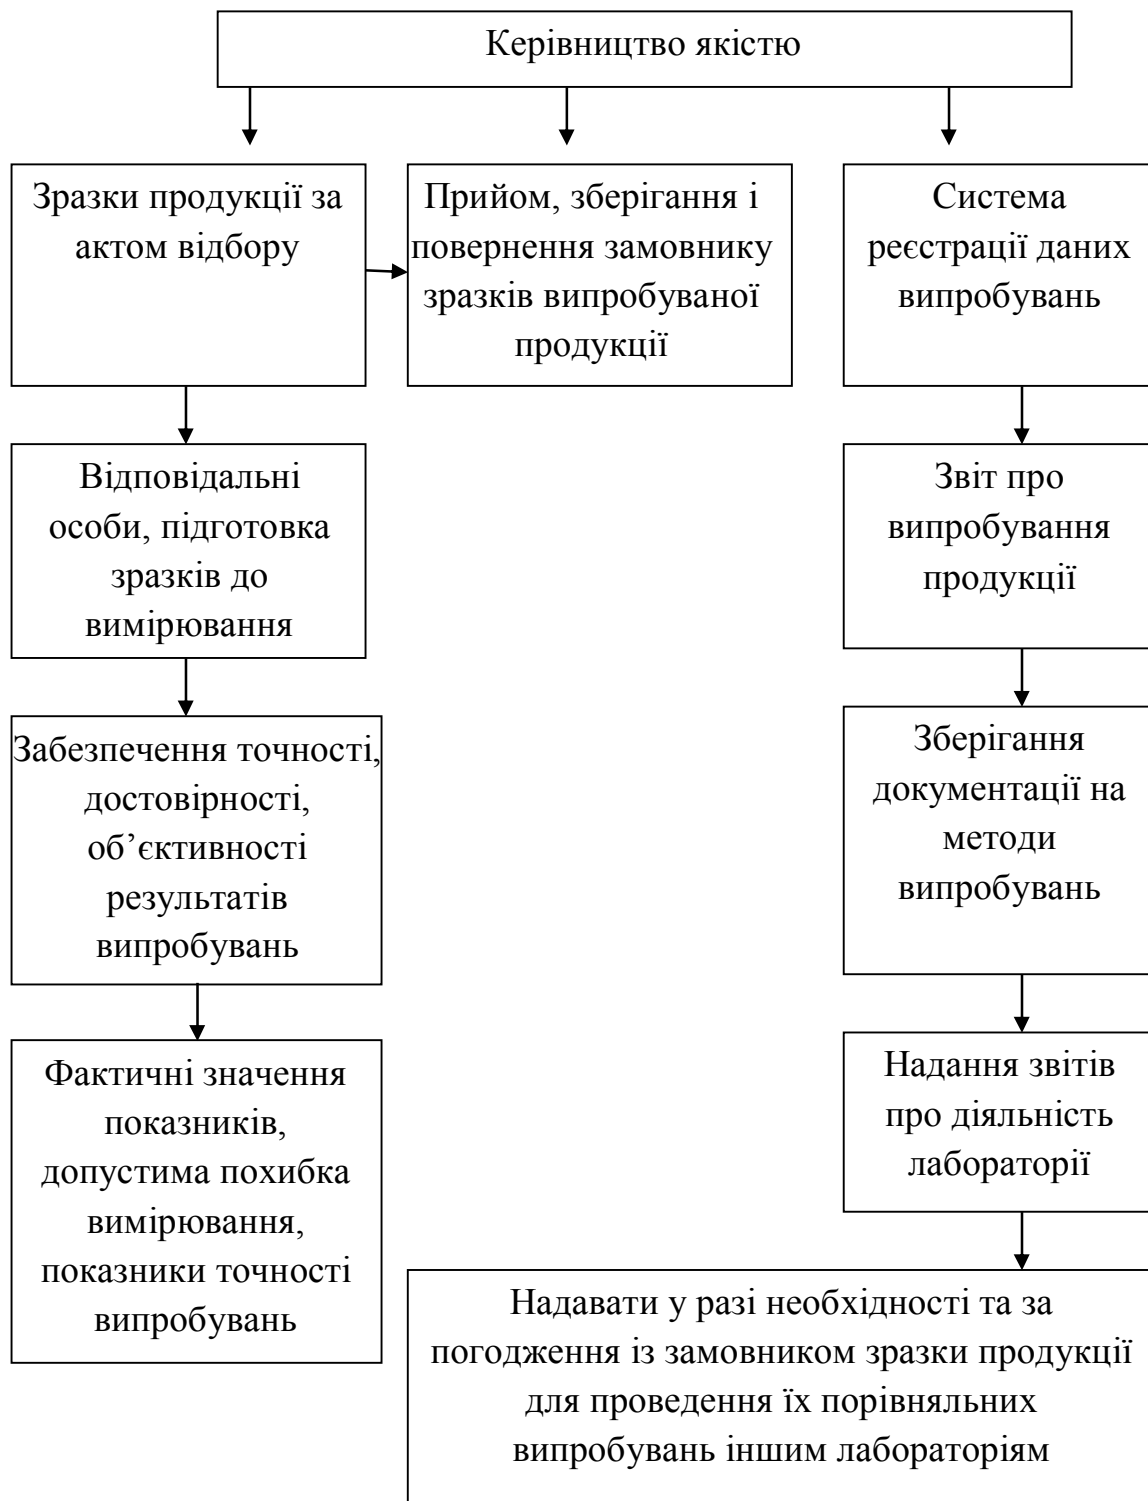 Керівництво якістю
Зразки продукції за
актом відбору
Прийом, зберігання і
повернення замовнику
зразків випробуваної
продукції
Система
реєстрації даних
випробувань
Відповідальні
особи, підготовка
зразків до
вимірювання
Звіт про
випробування
продукції
Забезпечення точності,
достовірності,
об’єктивності
результатів
випробувань
Зберігання
документації на
методи
випробувань
Фактичні значення
показників,
допустима похибка
вимірювання,
показники точності
випробувань
Надання звітів
про діяльність
лабораторії
Надавати у разі необхідності та за
погодження із замовником зразки продукції
для проведення їх порівняльних
випробувань іншим лабораторіям